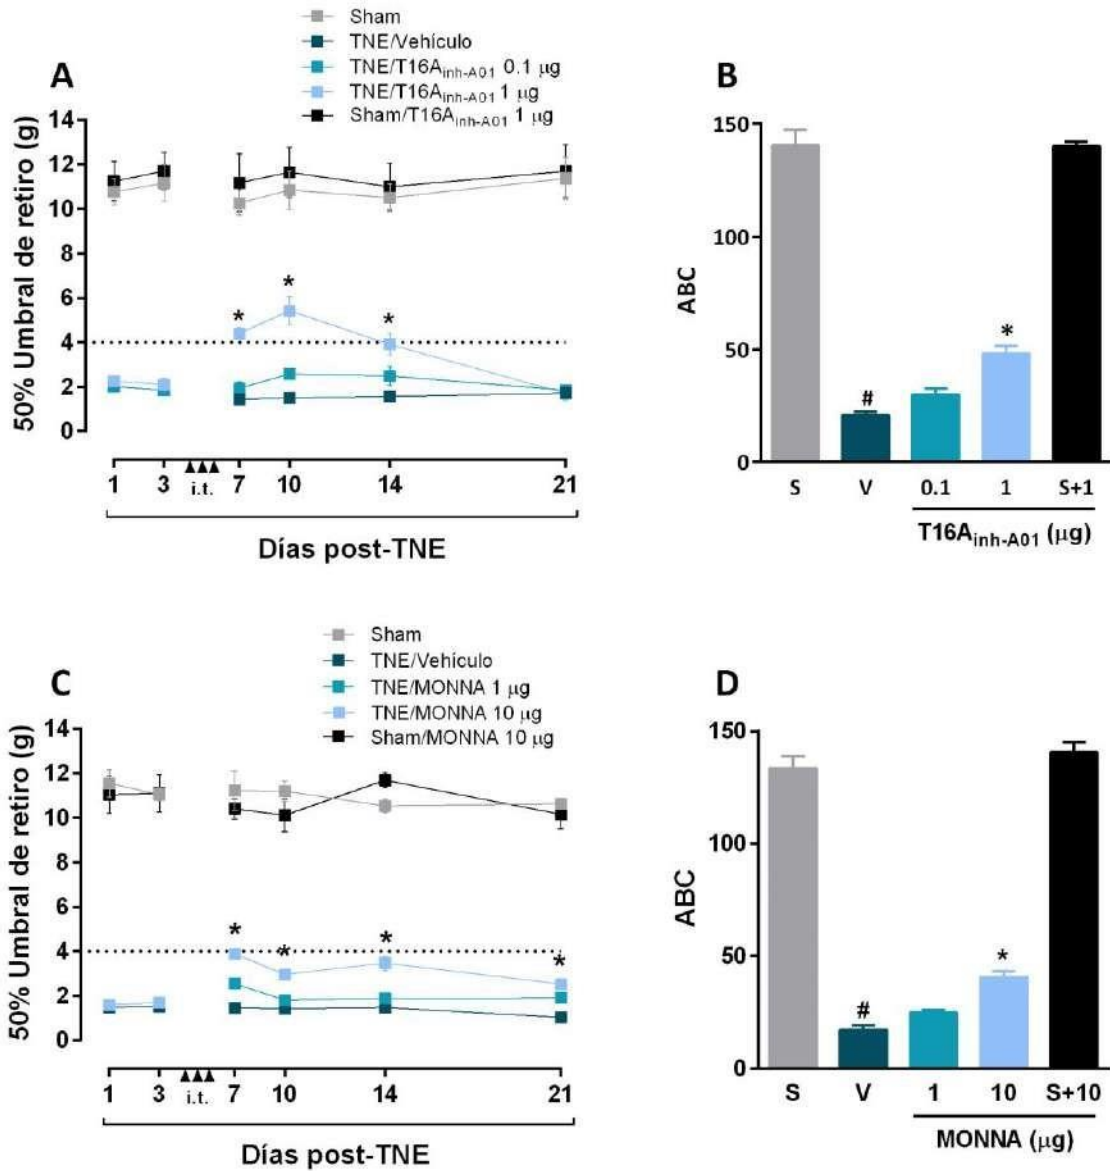 A
Sham
TNE/Vehículo
TNE/T16Ainh-A01 0.1 µg
TNE/T16Ainh-A01 1 µg
Sham/T16Ainh-A01 1 µg
50% Umbral de retiro (g)
14
12
10
8
6
4
2
0
*
*
*
1 3 i.t. 7 10 14 21
Días post-TNE
B
ABC
150
100
50
0
#
*
S V 0.1 1 S+1
T16Ainh-A01 (µg)
C
Sham
TNE/Vehículo
TNE/MONNA 1 µg
TNE/MONNA 10 µg
Sham/MONNA 10 µg
50% Umbral de retiro (g)
14
12
10
8
6
4
2
0
*
*
*
*
1 3 i.t. 7 10 14 21
Días post-TNE
D
ABC
150
100
50
0
#
*
S V 1 10 S+10
MONNA (µg)